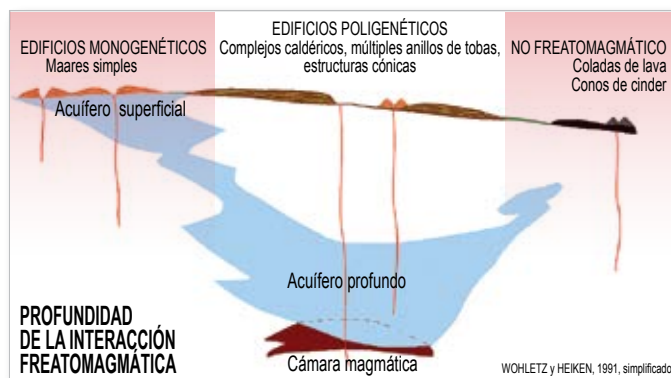 EDIFICIOS MONOGENÉTICOS
Maares simples
EDIFICIOS POLIGENÉTICOS
Complejos caldéricos, múltiples anillos de tobas,
estructuras cónicas
NO FREATOMAGMÁTICO
Coladas de lava
Conos de cinder
Acuífero superficial
Acuífero profundo
Cámara magmática
PROFUNDIDAD
DE LA INTERACCIÓN
FREATOMAGMÁTICA
WOHLETZ y HEIKEN, 1991, simplificado